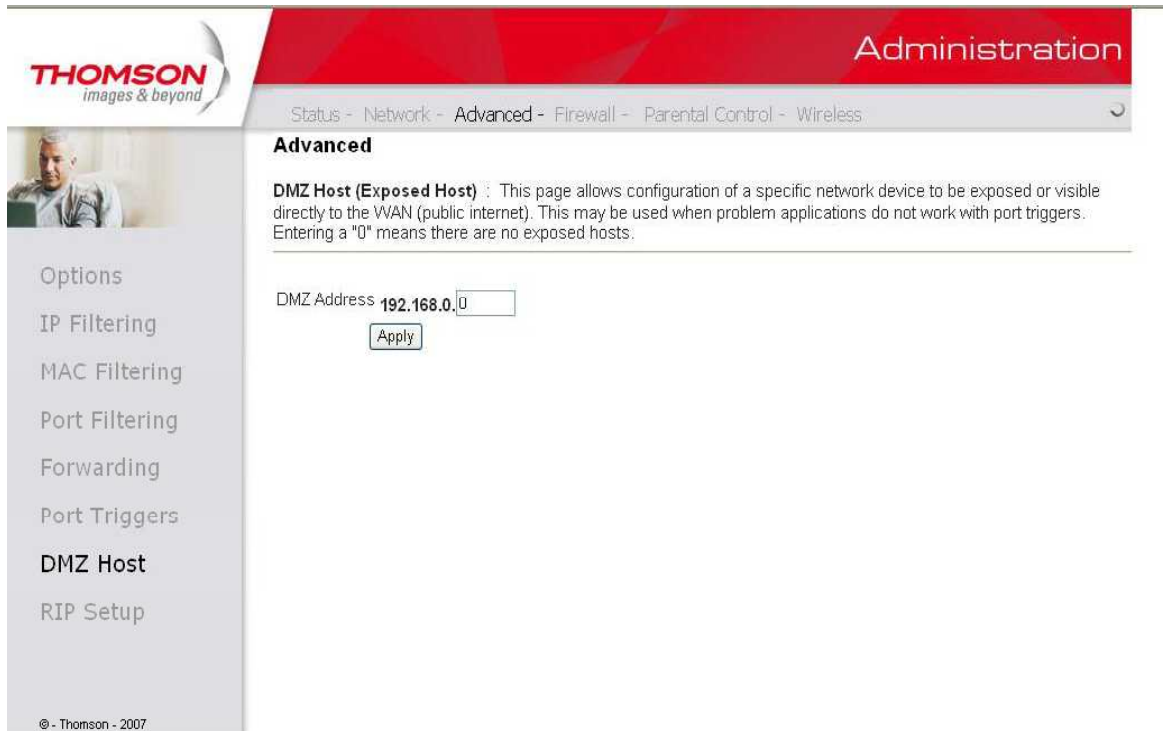 THOMSON
images & beyond
Administration
Status - Network - Advanced - Firewall - Parental Control - Wireless
Advanced
DMZ Host (Exposed Host) : This page allows configuration of a specific network device to be exposed or visible
directly to the WAN (public internet). This may be used when problem applications do not work with port triggers.
Entering a "0" means there are no exposed hosts.
DMZ Address 192.168.0.0
Apply
Options
IP Filtering
MAC Filtering
Port Filtering
Forwarding
Port Triggers
DMZ Host
RIP Setup
© - Thomson - 2007